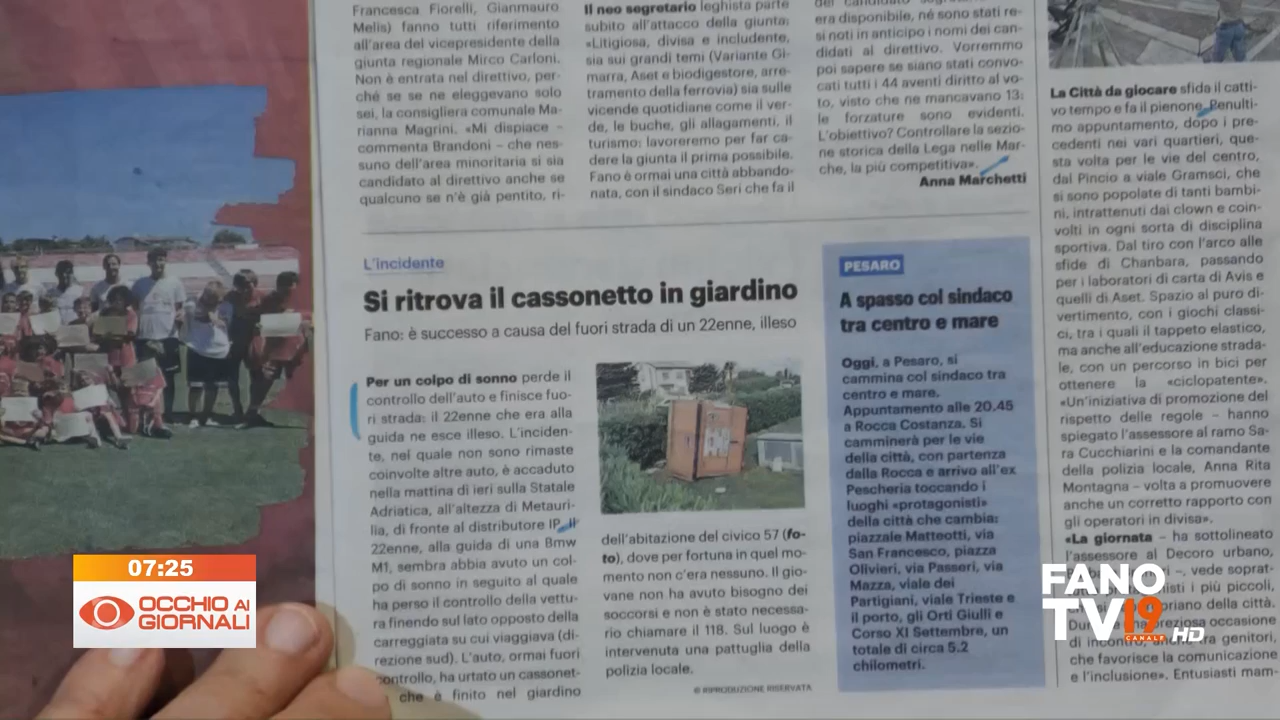 Francesca Fiorelli, Gianmauro
Melis) fanno tutti riferimento
all'area del vicepresidente della
giunta regionale Mirco Carloni.
Non è entrata nel direttivo, per-
ché se se ne eleggevano solo
sei, la consigliera comunale Ma-
rianna Magrini. «Mi dispiace –
commenta Brandoni – che nes-
suno dell'area minoritaria si sia
candidato al direttivo anche se
qualcuno se n'è già pentito, ri-
Il neo segretario leghista parte
subito all'attacco della giunta:
«Litigiosa, divisa e includente,
sia sui grandi temi (Variante Gi-
marra, Aset e biodigestore, arre-
tramento della ferrovia) sia sulle
vicende quotidiane come il ver-
de, le buche, gli allagamenti, il
turismo: lavoreremo per far ca-
dere la giunta il prima possibile.
Fano è ormai una città abbando-
nata, con il sindaco Seri che fa il
era disponibile, né sono stati re-
si noti in anticipo i nomi dei can-
didati al direttivo. Vorremmo
poi sapere se siano stati convo-
cati tutti i 44 aventi diritto al vo-
to, visto che ne mancavano 13:
le forzature sono evidenti.
L'obiettivo? Controllare la sezio-
ne storica della Lega nelle Mar-
che, la più competitiva».
Anna Marchetti
La Città da giocare sfida il catti-
vo tempo e fa il pienone. Penulti-
mo appuntamento, dopo i pre-
cedenti nei vari quartieri, que-
sta volta per le vie del centro,
dal Pincio a viale Gramsci, che
si sono popolate di tanti bambi-
ni, intrattenuti dai clown e coin-
volti in ogni sorta di disciplina
sportiva. Dal tiro con l'arco alle
sfide di Chanbara, passando
per i laboratori di carta di Avis e
quelli di Aset. Spazio al puro di-
vertimento, con i giochi classi-
ci, tra i quali il tappeto elastico,
ma anche all'educazione strada-
le, con un percorso in bici per
ottenere la «ciclopatente».
«Un'iniziativa di promozione del
rispetto delle regole – hanno
spiegato l'assessore al ramo Sa-
ra Cucchiarini e la comandante
della polizia locale, Anna Rita
Montagna – volta a promuovere
anche un corretto rapporto con
gli operatori in divisa».
«La giornata – ha sottolineato
l'assessore al Decoro urbano,
–, vede soprat-
i più piccoli,
della città.
occasione
di genitori,
che favorisce la comunicazione
e l'inclusione». Entusiasti mam-
L'incidente
Si ritrova il cassonetto in giardino
Fano: è successo a causa del fuori strada di un 22enne, illeso
Per un colpo di sonno perde il
controllo dell'auto e finisce fuo-
ri strada: il 22enne che era alla
guida ne esce illeso. L'inciden-
te, nel quale non sono rimaste
coinvolte altre auto, è accaduto
nella mattina di ieri sulla Statale
Adriatica, all'altezza di Metauri-
lia, di fronte al distributore IP. Il
22enne, alla guida di una Bmw
M1, sembra abbia avuto un col-
po di sonno in seguito al quale
ha perso il controllo della vettu-
ra finendo sul lato opposto della
carreggiata su cui viaggiava (di-
rezione sud). L'auto, ormai fuori
controllo, ha urtato un cassonet-
che è finito nel giardino
dell'abitazione del civico 57 (fo-
to), dove per fortuna in quel mo-
mento non c'era nessuno. Il gio-
vane non ha avuto bisogno dei
soccorsi e non è stato necessa-
rio chiamare il 118. Sul luogo è
intervenuta una pattuglia della
polizia locale.
© RIPRODUZIONE RISERVATA
PESARO
A spasso col sindaco
tra centro e mare
Oggi, a Pesaro, si
cammina col sindaco tra
centro e mare.
Appuntamento alle 20.45
a Rocca Costanza. Si
camminerà per le vie
della città, con partenza
dalla Rocca e arrivo all'ex
Pescheria toccando i
luoghi «protagonisti»
della città che cambia:
piazzale Matteotti, via
San Francesco, piazza
Olivieri, via Passeri, via
Mazza, viale dei
Partigiani, viale Trieste e
il porto, gli Orti Giulii e
Corso XI Settembre, un
totale di circa 5.2
chilometri.
07:25
OCCHIO AI
GIORNALI
FANO
TV 19
CANALE
HD